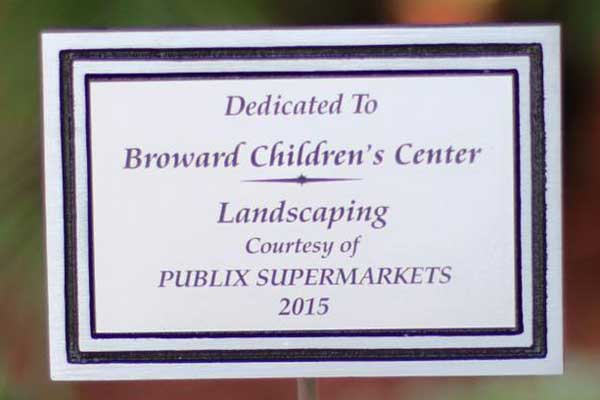 Dedicated To
Broward Children's Center
Landscaping
Courtesy of
PUBLIX SUPERMARKETS
2015